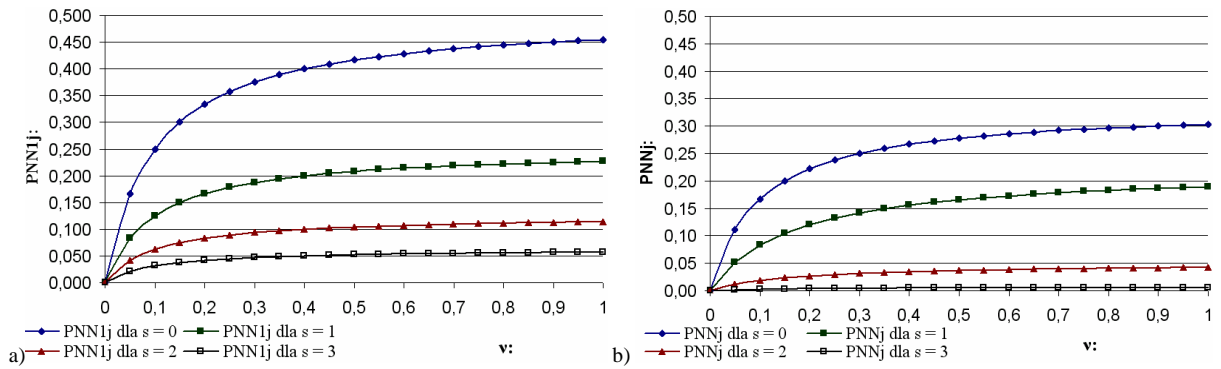 0,500
0,450
0,400
0,350
0,300
0,250
0,200
0,150
0,100
0,050
0,000
PNN1j:
0 0,1 0,2 0,3 0,4 0,5 0,6 0,7 0,8 0,9 1
PNN1j dla s = 0 PNN1j dla s = 1
PNN1j dla s = 2 PNN1j dla s = 3
ν:
a)
0,50
0,45
0,40
0,35
0,30
0,25
0,20
0,15
0,10
0,05
0,00
PNNj:
0 0,1 0,2 0,3 0,4 0,5 0,6 0,7 0,8 0,9 1
PNNj dla s = 0 PNNj dla s = 1
PNNj dla s = 2 PNNj dla s = 3
ν:
b)